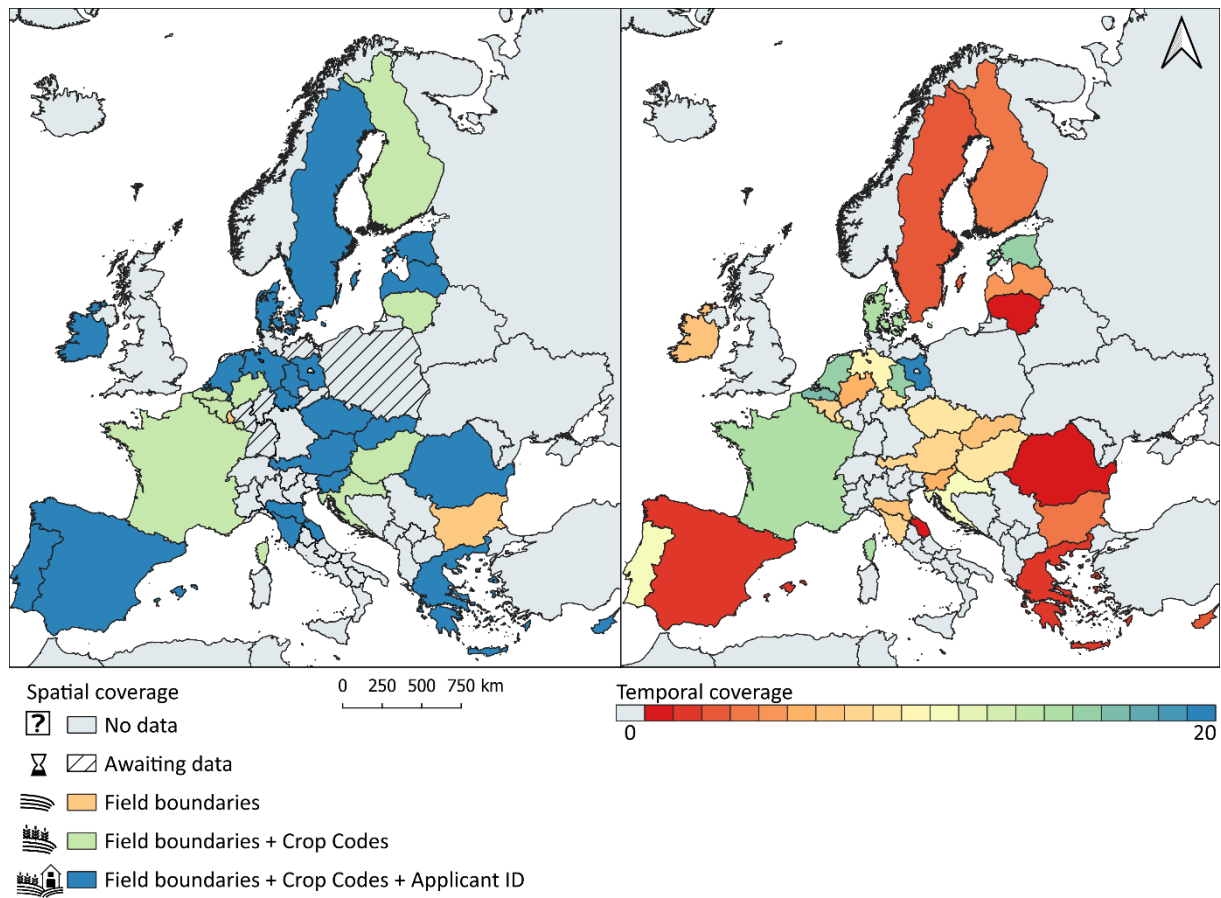 Spatial coverage
? No data
Awaiting data
Field boundaries
Field boundaries + Crop Codes
Field boundaries + Crop Codes + Applicant ID
0 250 500 750 km
Temporal coverage
0 20